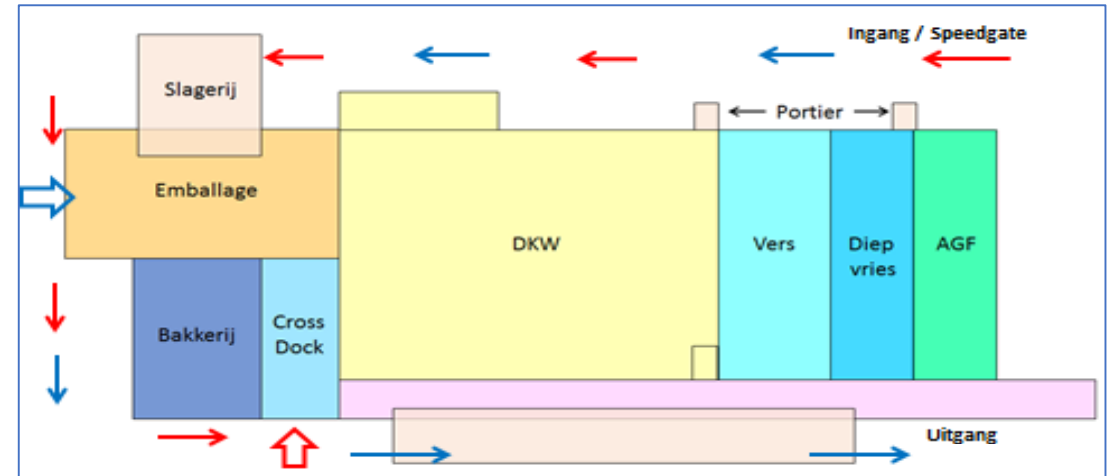 Ingang / Speedgate
Slagerij
Portier
Emballage
DKW
Vers
Diep
vries
AGF
Bakkerij
Cross
Dock
Uitgang